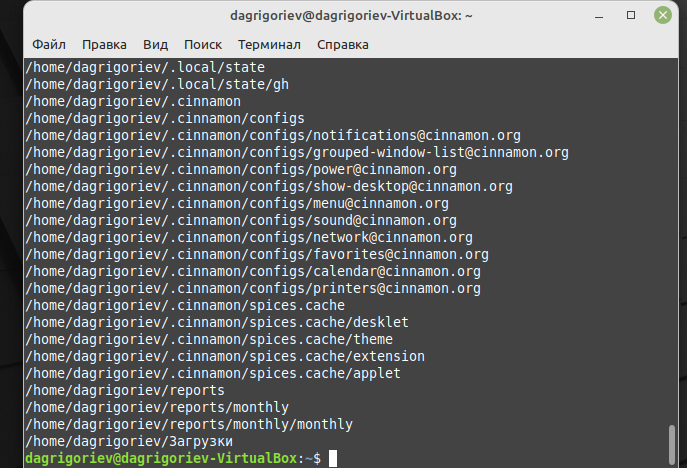 dagrigoriev@dagrigoriev-VirtualBox: ~
Файл Правка Вид Поиск Терминал Справка
/home/dagrigoriev/.local/state
/home/dagrigoriev/.local/state/gh
/home/dagrigoriev/.cinnamon
/home/dagrigoriev/.cinnamon/configs
/home/dagrigoriev/.cinnamon/configs/notifications@cinnamon.org
/home/dagrigoriev/.cinnamon/configs/grouped-window-list@cinnamon.org
/home/dagrigoriev/.cinnamon/configs/power@cinnamon.org
/home/dagrigoriev/.cinnamon/configs/show-desktop@cinnamon.org
/home/dagrigoriev/.cinnamon/configs/menu@cinnamon.org
/home/dagrigoriev/.cinnamon/configs/sound@cinnamon.org
/home/dagrigoriev/.cinnamon/configs/network@cinnamon.org
/home/dagrigoriev/.cinnamon/configs/favorites@cinnamon.org
/home/dagrigoriev/.cinnamon/configs/calendar@cinnamon.org
/home/dagrigoriev/.cinnamon/configs/printers@cinnamon.org
/home/dagrigoriev/.cinnamon/spices.cache
/home/dagrigoriev/.cinnamon/spices.cache/desklet
/home/dagrigoriev/.cinnamon/spices.cache/theme
/home/dagrigoriev/.cinnamon/spices.cache/extension
/home/dagrigoriev/.cinnamon/spices.cache/applet
/home/dagrigoriev/reports
/home/dagrigoriev/reports/monthly
/home/dagrigoriev/reports/monthly/monthly
/home/dagrigoriev/Загрузки
dagrigoriev@dagrigoriev-VirtualBox:~$